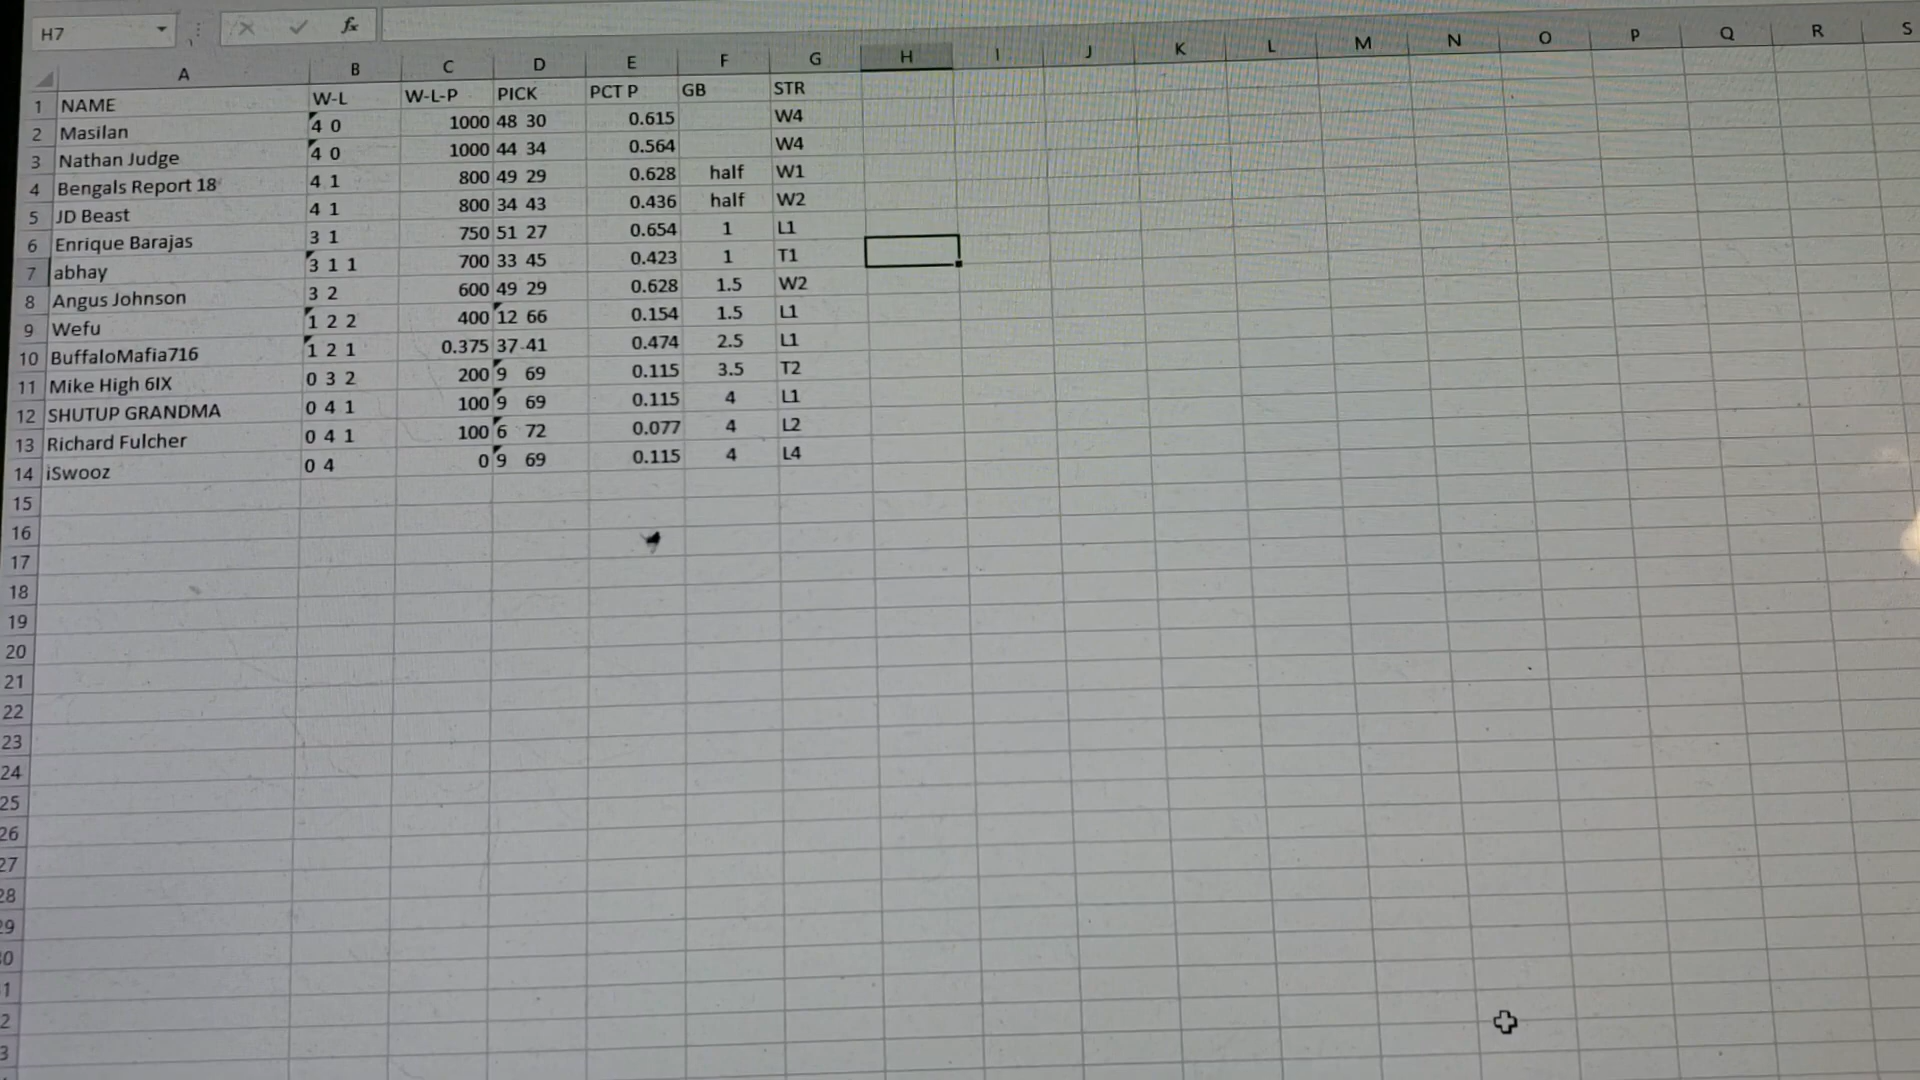 H7 fx
A B C D E F G H I J K L M N O P Q R S
1 NAME W-L W-L-P PICK PCT P GB STR
2 Masilan 4 0 1000 48 30 0.615 W4
3 Nathan Judge 4 0 1000 44 34 0.564 W4
4 Bengals Report 18 4 1 800 49 29 0.628 half W1
5 JD Beast 4 1 800 34 43 0.436 half W2
6 Enrique Barajas 3 1 750 51 27 0.654 1 L1
7 abhay 3 1 1 700 33 45 0.423 1 T1
8 Angus Johnson 3 2 600 49 29 0.628 1.5 W2
9 Wefu 1 2 2 400 12 66 0.154 1.5 L1
10 BuffaloMafia716 1 2 1 0.375 37-41 0.474 2.5 L1
11 Mike High 6IX 0 3 2 200 9 69 0.115 3.5 T2
12 SHUTUP GRANDMA 0 4 1 100 9 69 0.115 4 L1
13 Richard Fulcher 0 4 1 100 6 72 0.077 4 L2
14 iSwooz 0 4 0 9 69 0.115 4 L4
15
16
17
18
19
20
21
22
23
24
25
26
27
28
29
30
31
2
3